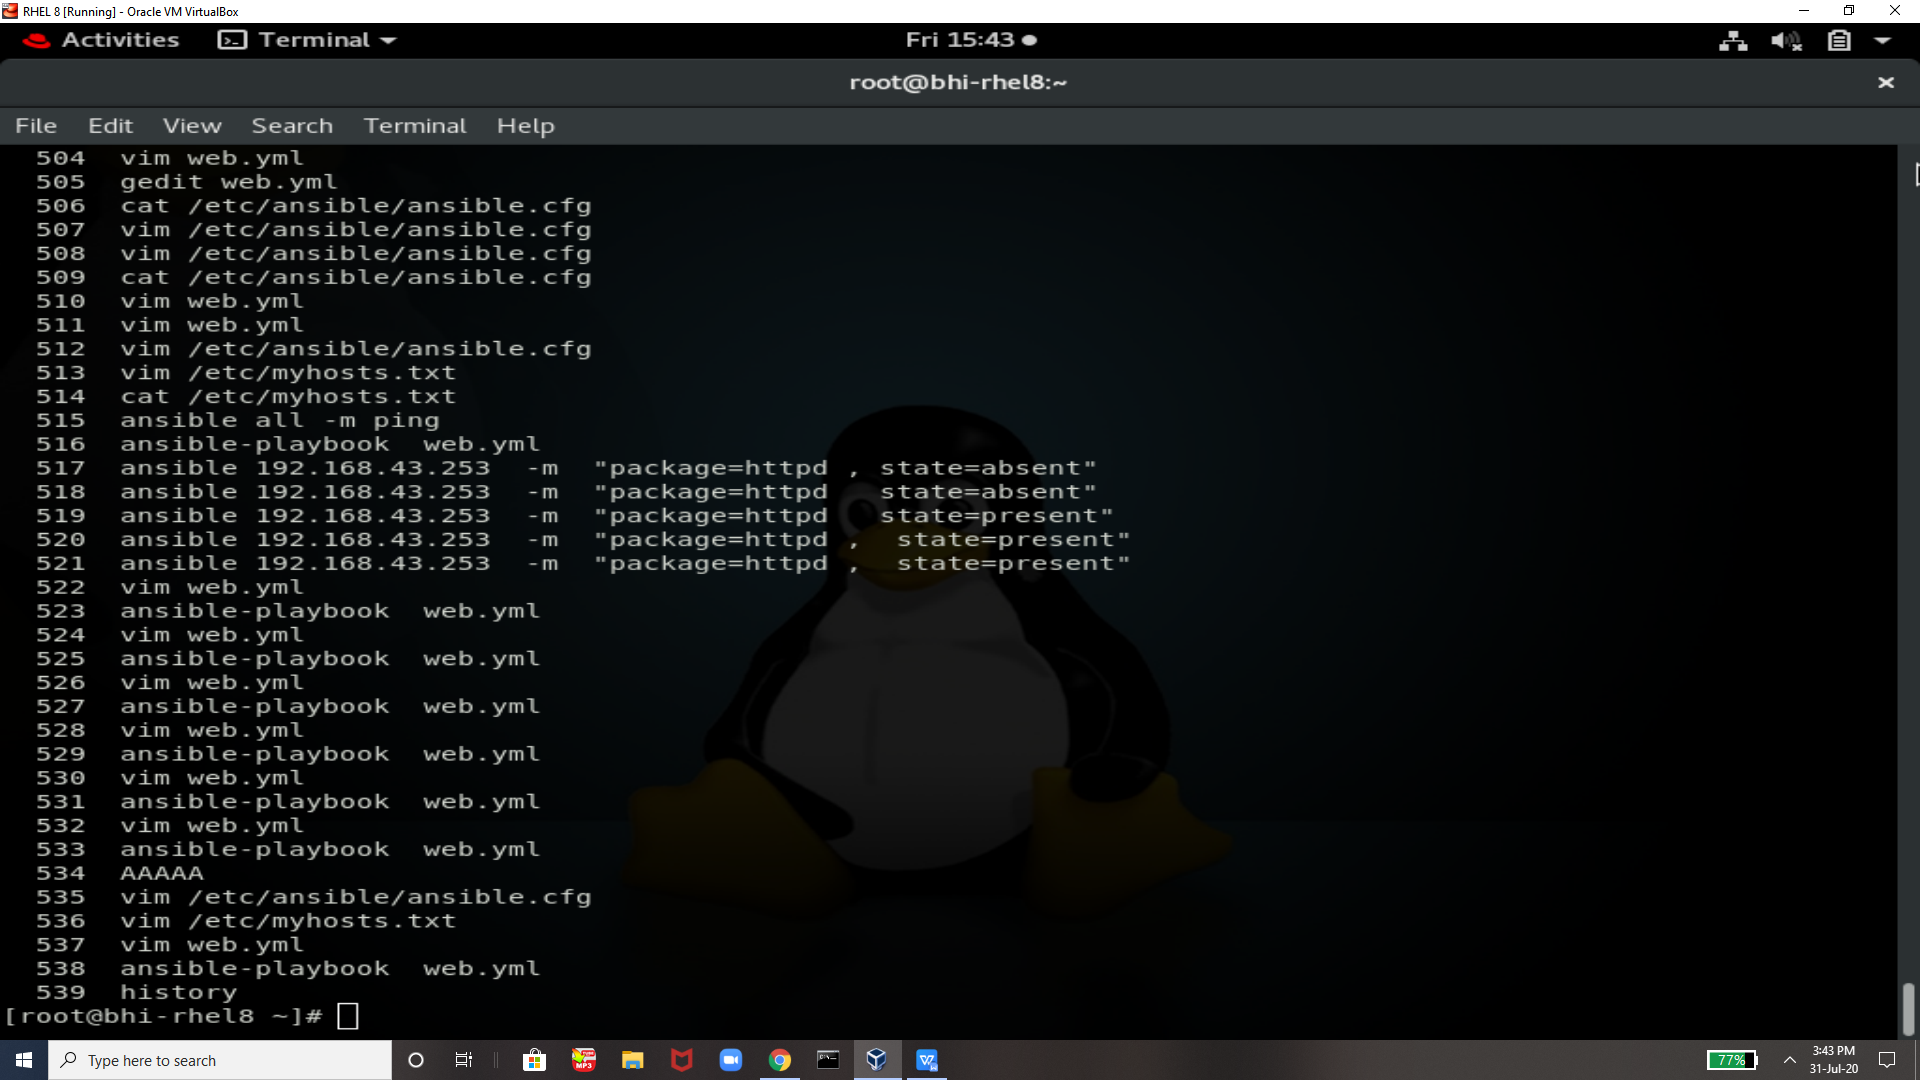 RHEL 8 [Running] - Oracle VM VirtualBox
Activities Terminal Fri 15:43
root@bhi-rhel8:~
File Edit View Search Terminal Help
504 vim web.yml
505 gedit web.yml
506 cat /etc/ansible/ansible.cfg
507 vim /etc/ansible/ansible.cfg
508 vim /etc/ansible/ansible.cfg
509 cat /etc/ansible/ansible.cfg
510 vim web.yml
511 vim web.yml
512 vim /etc/ansible/ansible.cfg
513 vim /etc/myhosts.txt
514 cat /etc/myhosts.txt
515 ansible all -m ping
516 ansible-playbook  web.yml
517 ansible 192.168.43.253  -m  "package=httpd , state=absent"
518 ansible 192.168.43.253  -m  "package=httpd   state=absent"
519 ansible 192.168.43.253  -m  "package=httpd   state=present"
520 ansible 192.168.43.253  -m  "package=httpd ,  state=present"
521 ansible 192.168.43.253  -m  "package=httpd ,  state=present"
522 vim web.yml
523 ansible-playbook  web.yml
524 vim web.yml
525 ansible-playbook  web.yml
526 vim web.yml
527 ansible-playbook  web.yml
528 vim web.yml
529 ansible-playbook  web.yml
530 vim web.yml
531 ansible-playbook  web.yml
532 vim web.yml
533 ansible-playbook  web.yml
534 AAAAA
535 vim /etc/ansible/ansible.cfg
536 vim /etc/myhosts.txt
537 vim web.yml
538 ansible-playbook  web.yml
539 history
[root@bhi-rhel8 ~]#
Type here to search
MP3
77%
3:43 PM
31-Jul-20